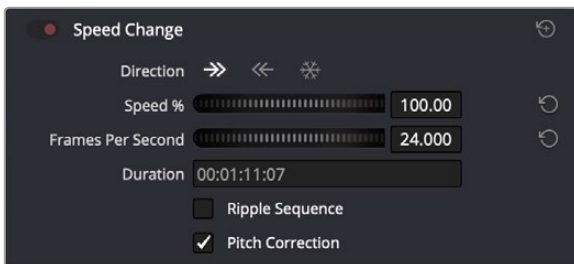 Speed Change
Direction
Speed % 100.00
Frames Per Second 24.000
Duration 00:01:11:07
Ripple Sequence
Pitch Correction